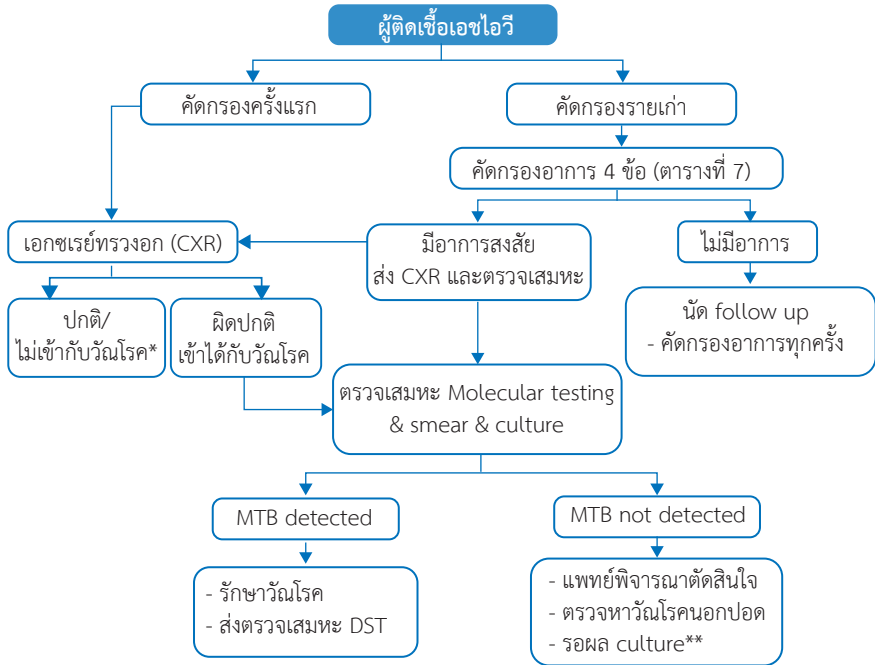 ผู้ติดเชื้อเอชไอวี
คัดกรองครั้งแรก
คัดกรองรายเก่า
คัดกรองอาการ 4 ข้อ (ตารางที่ 7)
เอกซเรย์ทรวงอก (CXR)
มีอาการสงสัย
ส่ง CXR และตรวจเสมหะ
ไม่มีอาการ
ปกติ/
ไม่เข้ากับวัณโรค*
ผิดปกติ
เข้าได้กับวัณโรค
นัด follow up
- คัดกรองอาการทุกครั้ง
ตรวจเสมหะ Molecular testing
& smear & culture
MTB detected
MTB not detected
- รักษาวัณโรค
- ส่งตรวจเสมหะ DST
- แพทย์พิจารณาตัดสินใจ
- ตรวจหาวัณโรคนอกปอด
- รอผล culture**